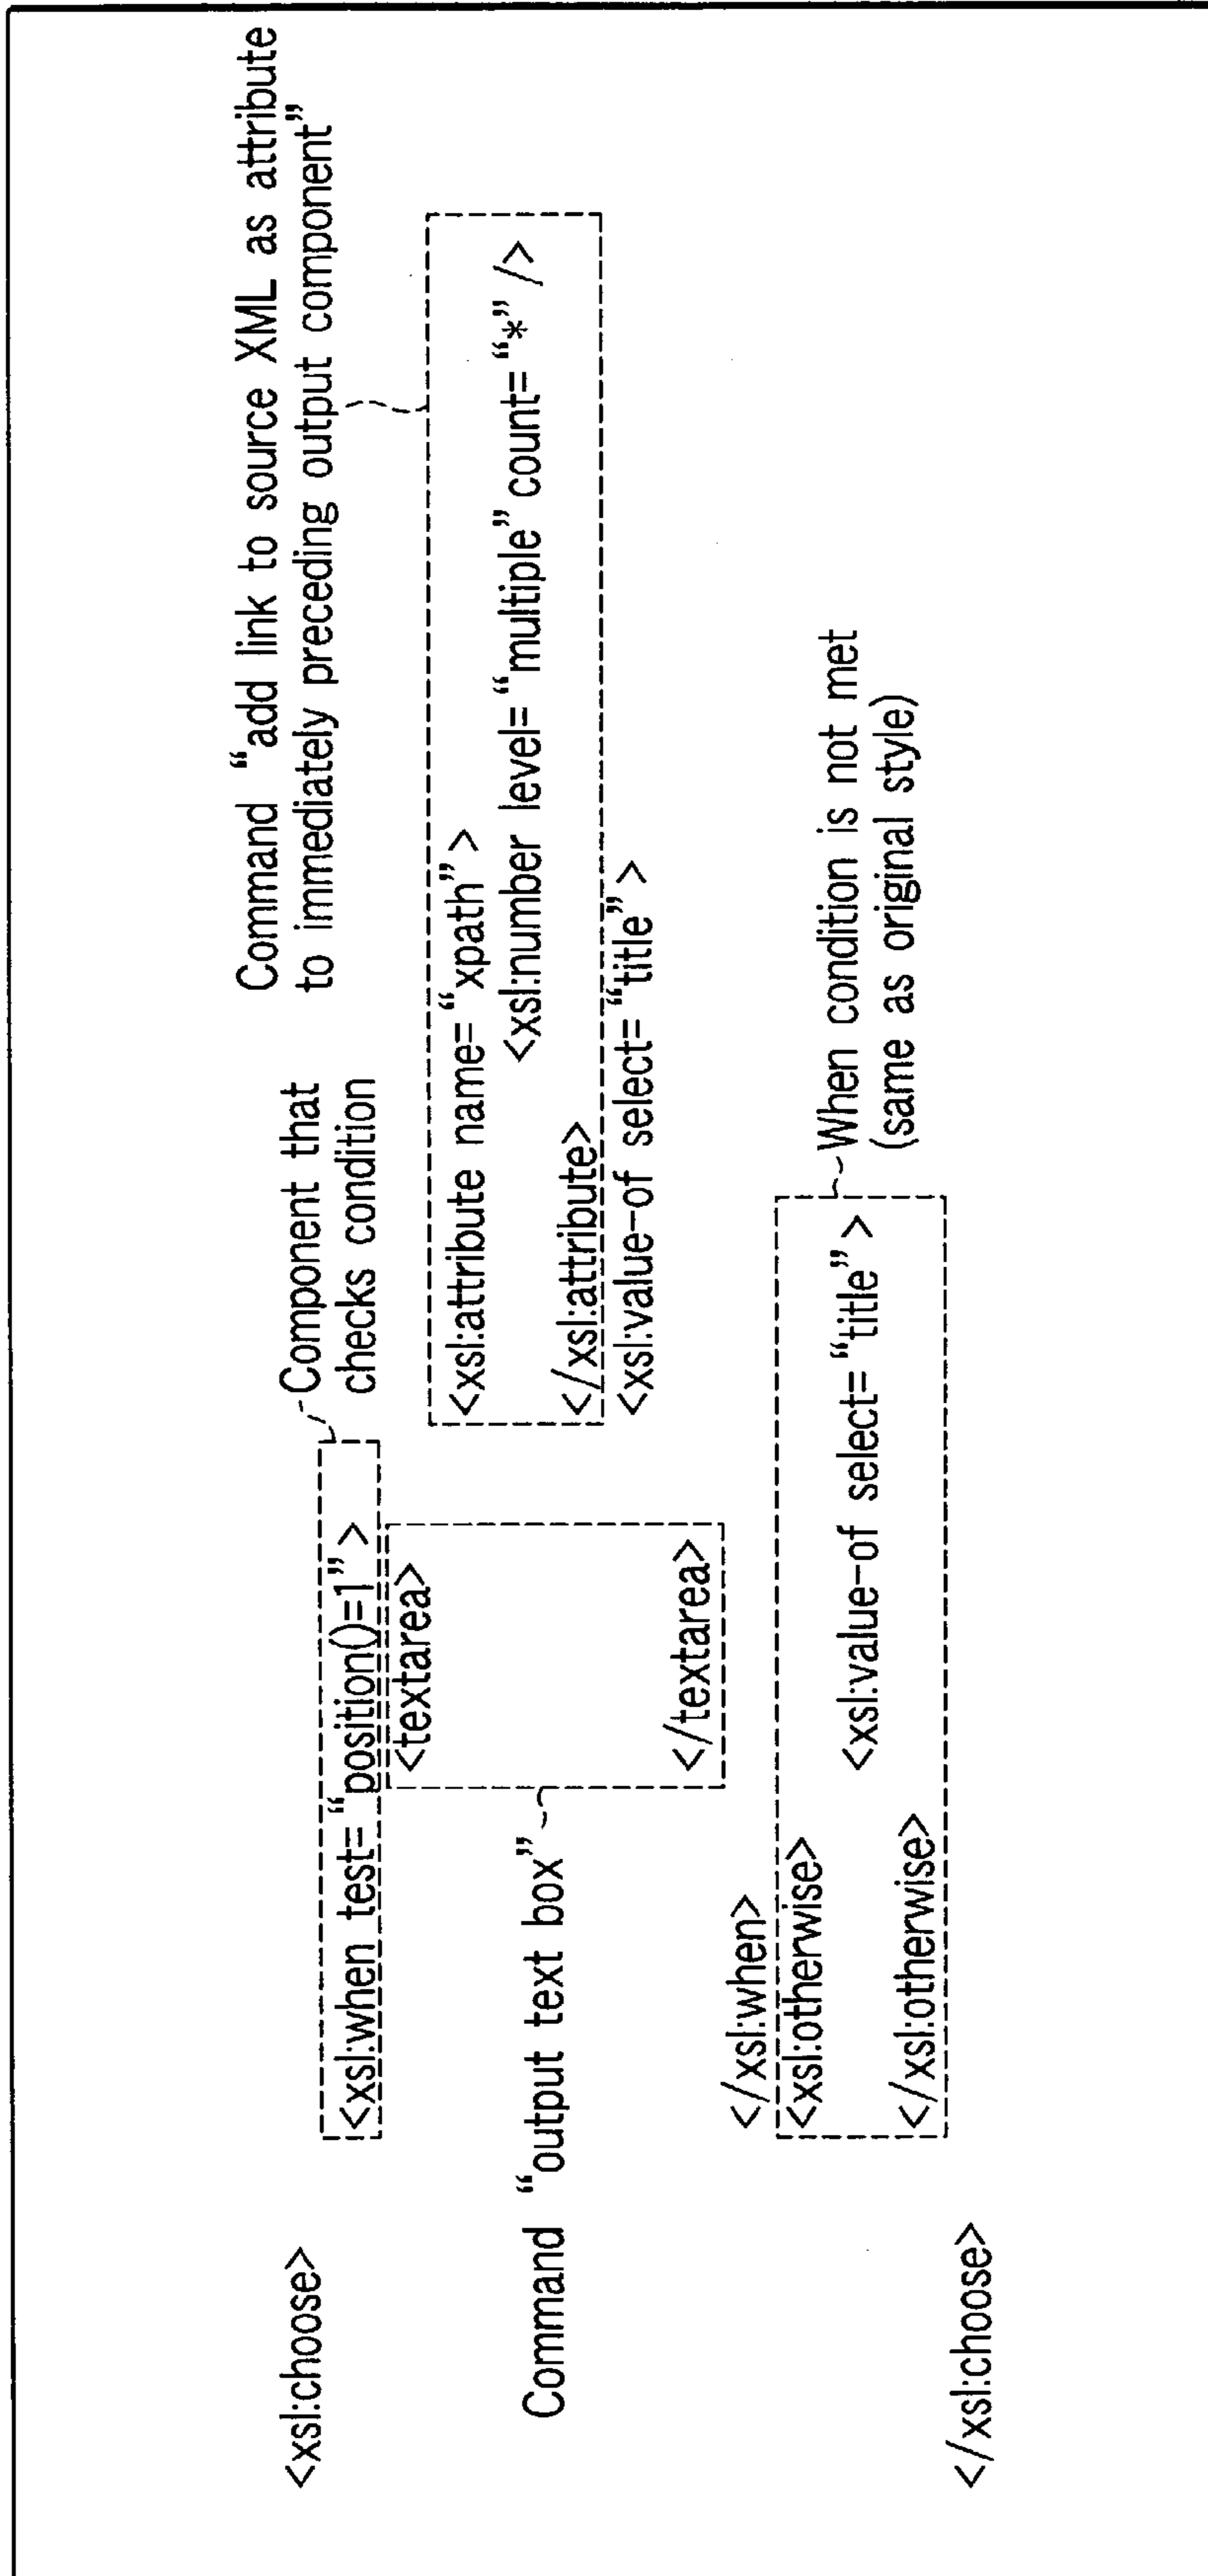 Command “add link to source XML as attribute
to immediately preceding output component”
Component that
checks condition
<xsl:choose>
<xsl:when test=“position()=1” >
<textarea>
<xsl:attribute name=“xpath” >
<xsl:number level=“multiple” count=“*” />
</xsl:attribute>
<xsl:value-of select=“title” >
Command “output text box”
</textarea>
</xsl:when>
<xsl:otherwise>
<xsl:value-of select=“title” >
</xsl:otherwise>
When condition is not met
(same as original style)
</xsl:choose>